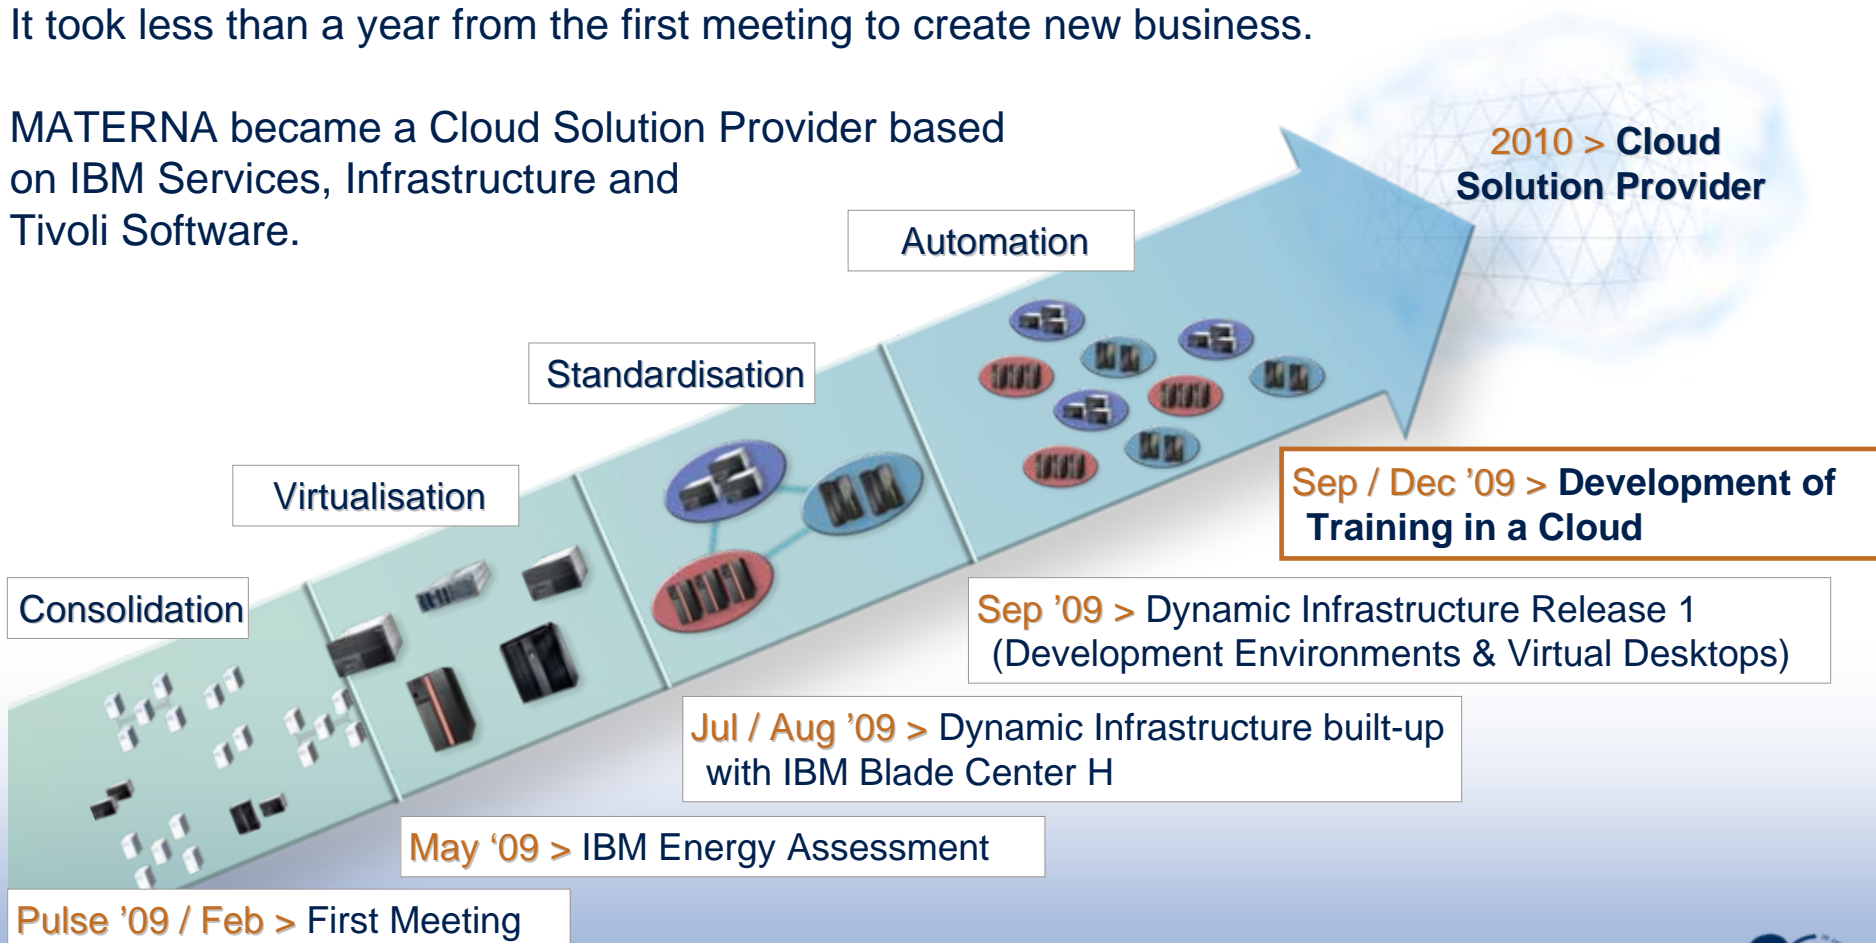 It took less than a year from the first meeting to create new business.
MATERNA became a Cloud Solution Provider based
on IBM Services, Infrastructure and
Tivoli Software.
2010 > Cloud
Solution Provider
Automation
Standardisation
Virtualisation
Consolidation
Sep / Dec ’09 > Development of
Training in a Cloud
Sep ’09 > Dynamic Infrastructure Release 1
(Development Environments & Virtual Desktops)
Jul / Aug ’09 > Dynamic Infrastructure built-up
with IBM Blade Center H
May ‘09 > IBM Energy Assessment
Pulse ’09 / Feb > First Meeting